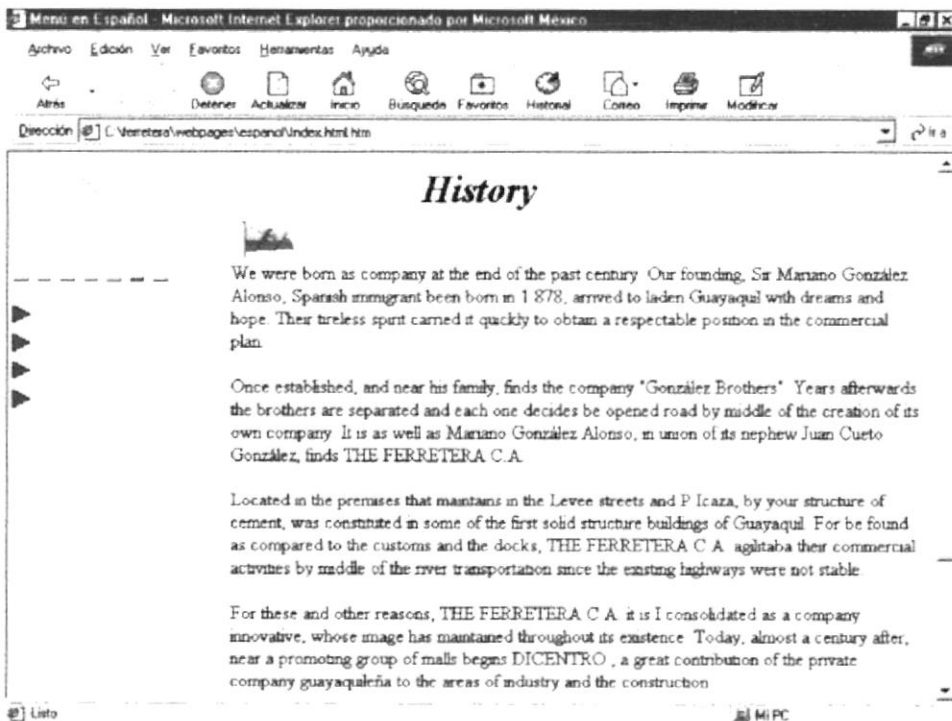 Menú en Español - Microsoft Internet Explorer proporcionado por Microsoft México
Archivo Edición Ver Favoritos Herramientas Ayuda
Atrás Detener Actualizar Inicio Búsqueda Favoritos Historial Correo Imprimir Modificar
Dirección C:\ferretera\webpages\espanol\Index.html.htm Ir a
History
We were born as company at the end of the past century. Our founding, Sir Mariano González
Alonso, Spanish immigrant been born in 1.878, arrived to laden Guayaquil with dreams and
hope. Their tireless spirit carried it quickly to obtain a respectable position in the commercial
plan.
Once established, and near his family, finds the company "González Brothers". Years afterwards
the brothers are separated and each one decides be opened road by middle of the creation of its
own company. It is as well as Mariano González Alonso, in union of its nephew Juan Cueto
González, finds THE FERRETERA C.A.
Located in the premises that maintains in the Levee streets and P. Icaza, by your structure of
cement, was constituted in some of the first solid structure buildings of Guayaquil. For be found
as compared to the customs and the docks, THE FERRETERA C.A. agilitaba their commercial
activities by middle of the river transportation since the existing highways were not stable.
For these and other reasons, THE FERRETERA C.A. it is I consolidated as a company
innovative, whose image has maintained throughout its existence. Today, almost a century after,
near a promoting group of malls begins DICENTRO , a great contribution of the private
company guayaquileña to the areas of industry and the construction.
Listo Mi PC